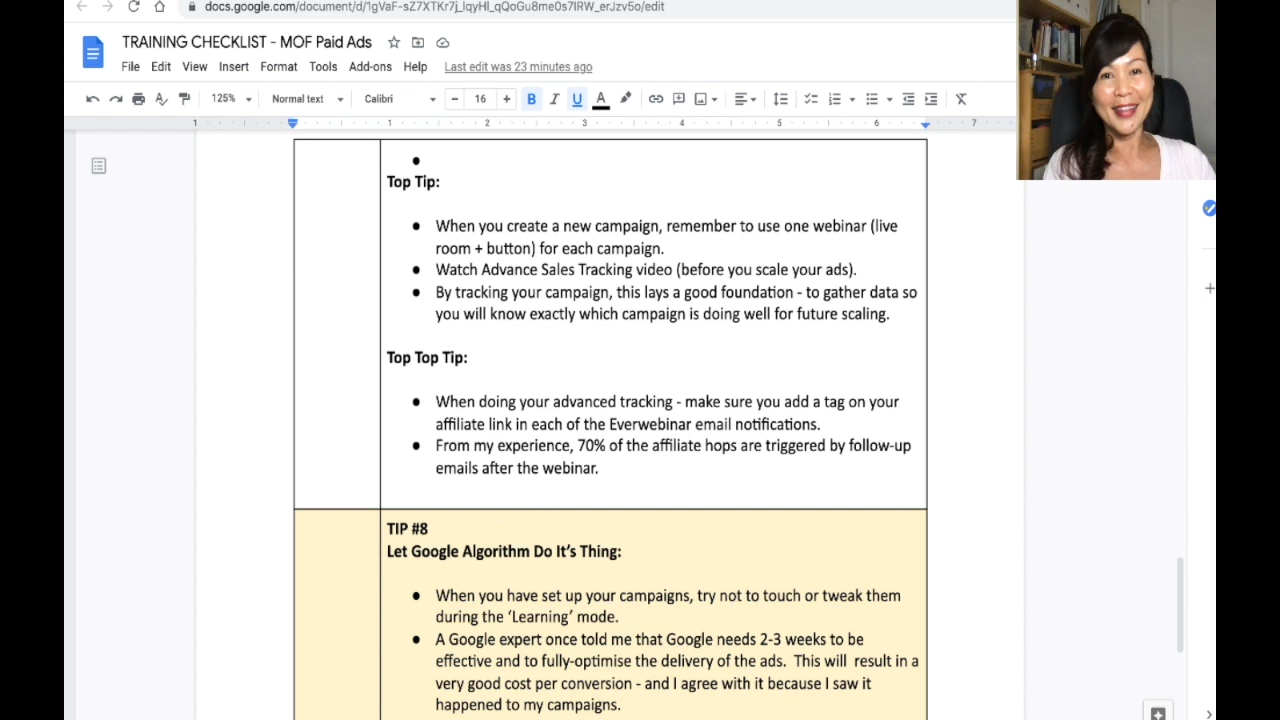 docs.google.com/document/d/1gVaF-sZ7XTKr7j_lqyHl_qQoGu8me0s7lRW_erJzv5o/edit
TRAINING CHECKLIST - MOF Paid Ads
File Edit View Insert Format Tools Add-ons Help Last edit was 23 minutes ago
125% Normal text Calibri - 16 + B I U A
1 1 2 3 4 5 6 7
Top Tip:
● When you create a new campaign, remember to use one webinar (live
room + button) for each campaign.
● Watch Advance Sales Tracking video (before you scale your ads).
● By tracking your campaign, this lays a good foundation - to gather data so
you will know exactly which campaign is doing well for future scaling.
Top Top Tip:
● When doing your advanced tracking - make sure you add a tag on your
affiliate link in each of the Everwebinar email notifications.
● From my experience, 70% of the affiliate hops are triggered by follow-up
emails after the webinar.
TIP #8
Let Google Algorithm Do It's Thing:
● When you have set up your campaigns, try not to touch or tweak them
during the ‘Learning’ mode.
● A Google expert once told me that Google needs 2-3 weeks to be
effective and to fully-optimise the delivery of the ads. This will result in a
very good cost per conversion - and I agree with it because I saw it
happened to my campaigns.